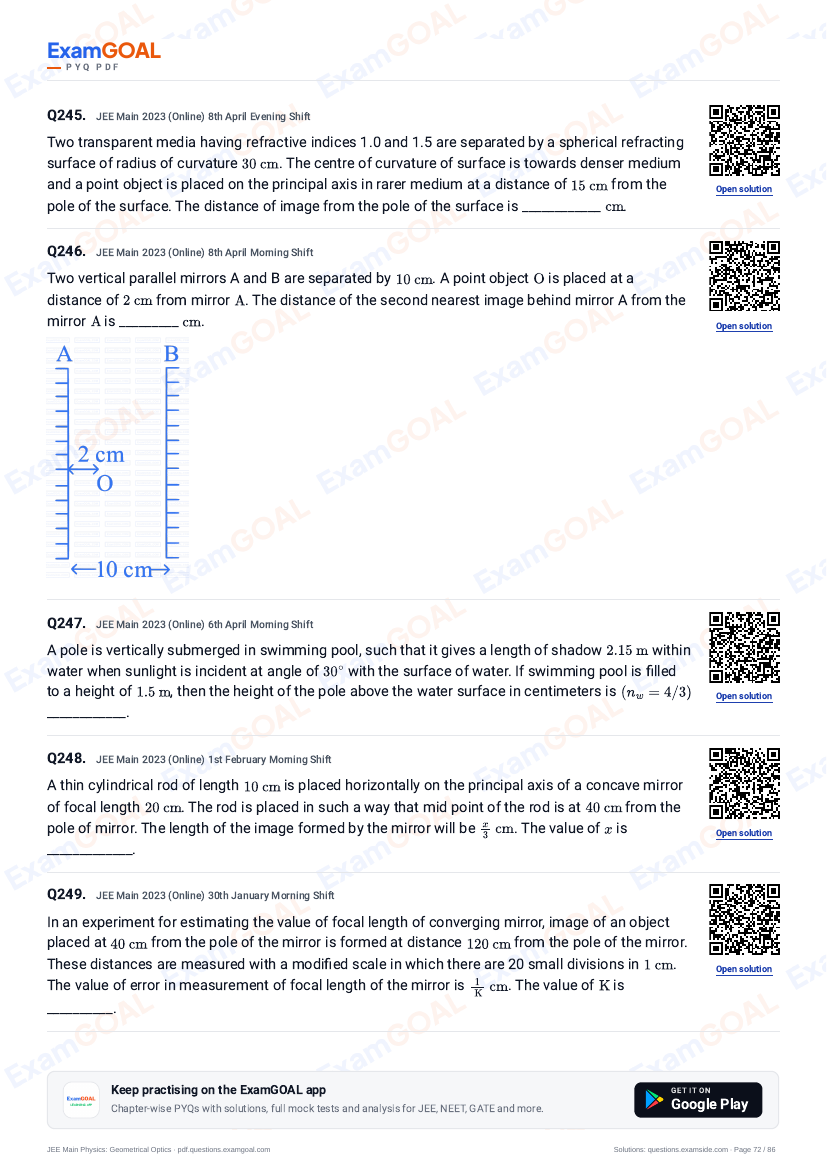 ExamGOAL
PYQ PDF
Q245. JEE Main 2023 (Online) 8th April Evening Shift
Two transparent media having refractive indices 1.0 and 1.5 are separated by a spherical refracting
surface of radius of curvature 30 cm. The centre of curvature of surface is towards denser medium
and a point object is placed on the principal axis in rarer medium at a distance of 15 cm from the
pole of the surface. The distance of image from the pole of the surface is ____________ cm.
Open solution
Q246. JEE Main 2023 (Online) 8th April Morning Shift
Two vertical parallel mirrors A and B are separated by 10 cm. A point object O is placed at a
distance of 2 cm from mirror A. The distance of the second nearest image behind mirror A from the
mirror A is _________ cm.
Open solution
A B
2 cm
O
10 cm
Q247. JEE Main 2023 (Online) 6th April Morning Shift
A pole is vertically submerged in swimming pool, such that it gives a length of shadow 2.15 m within
water when sunlight is incident at angle of 30° with the surface of water. If swimming pool is filled
to a height of 1.5 m, then the height of the pole above the water surface in centimeters is (n_w = 4/3)
____________.
Open solution
Q248. JEE Main 2023 (Online) 1st February Morning Shift
A thin cylindrical rod of length 10 cm is placed horizontally on the principal axis of a concave mirror
of focal length 20 cm. The rod is placed in such a way that mid point of the rod is at 40 cm from the
pole of mirror. The length of the image formed by the mirror will be x/3 cm. The value of x is
_____________.
Open solution
Q249. JEE Main 2023 (Online) 30th January Morning Shift
In an experiment for estimating the value of focal length of converging mirror, image of an object
placed at 40 cm from the pole of the mirror is formed at distance 120 cm from the pole of the mirror.
These distances are measured with a modified scale in which there are 20 small divisions in 1 cm.
The value of error in measurement of focal length of the mirror is 1/K cm. The value of K is
__________.
Open solution
Keep practising on the ExamGOAL app
Chapter-wise PYQs with solutions, full mock tests and analysis for JEE, NEET, GATE and more.
GET IT ON
Google Play
JEE Main Physics: Geometrical Optics · pdf.questions.examgoal.com
Solutions: questions.examside.com · Page 72 / 86